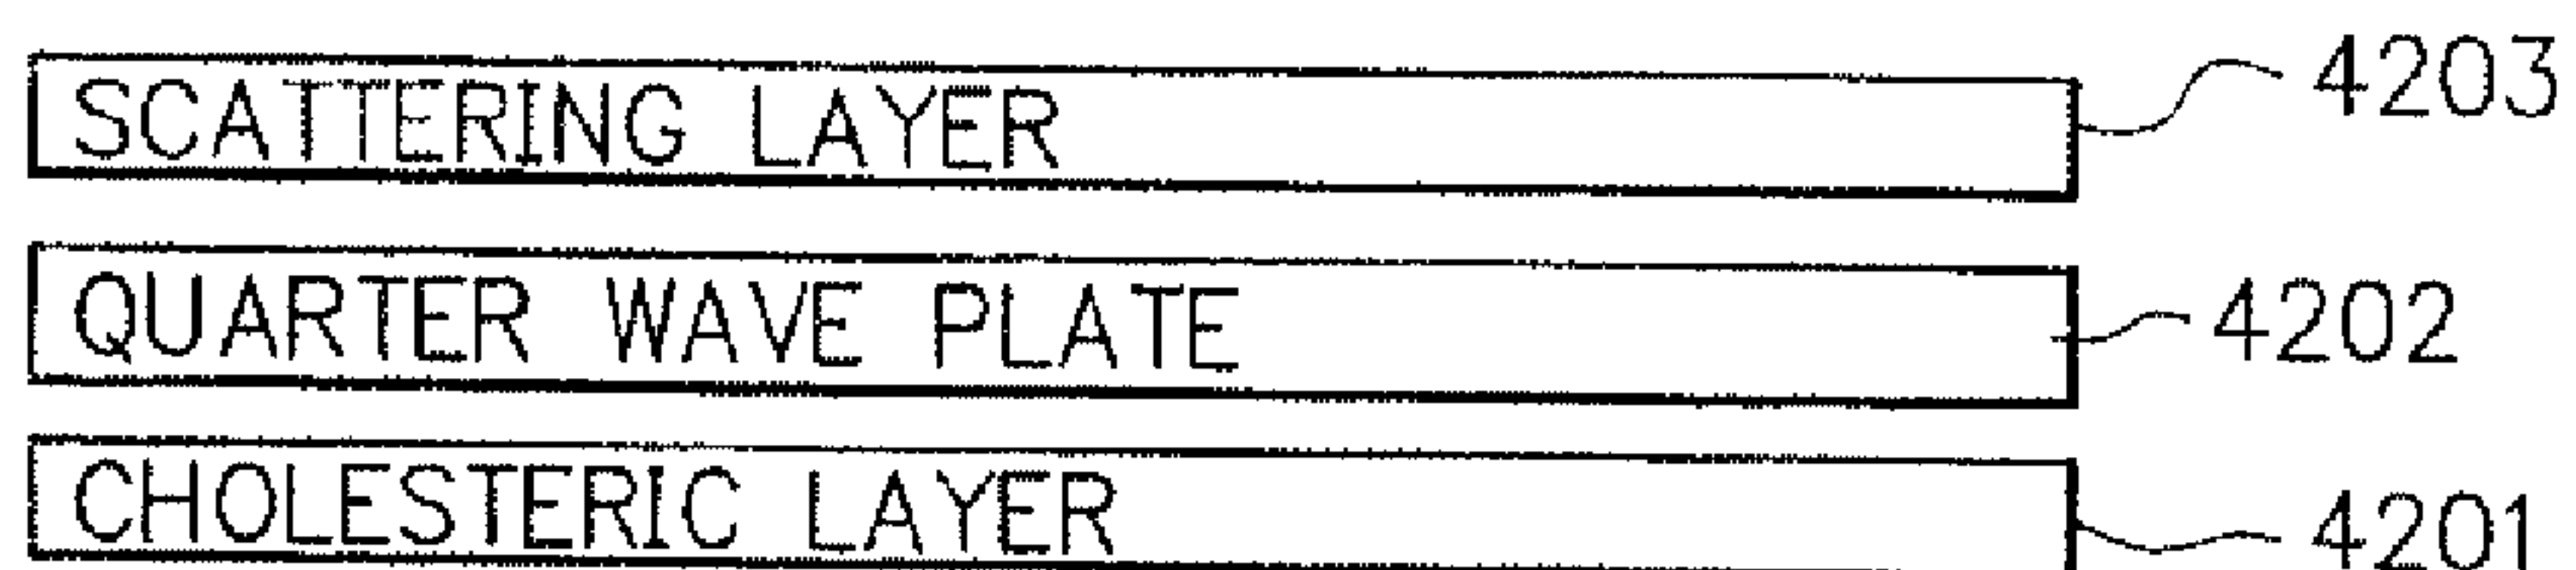 SCATTERING LAYER 4203
QUARTER WAVE PLATE 4202
CHOLESTERIC LAYER 4201